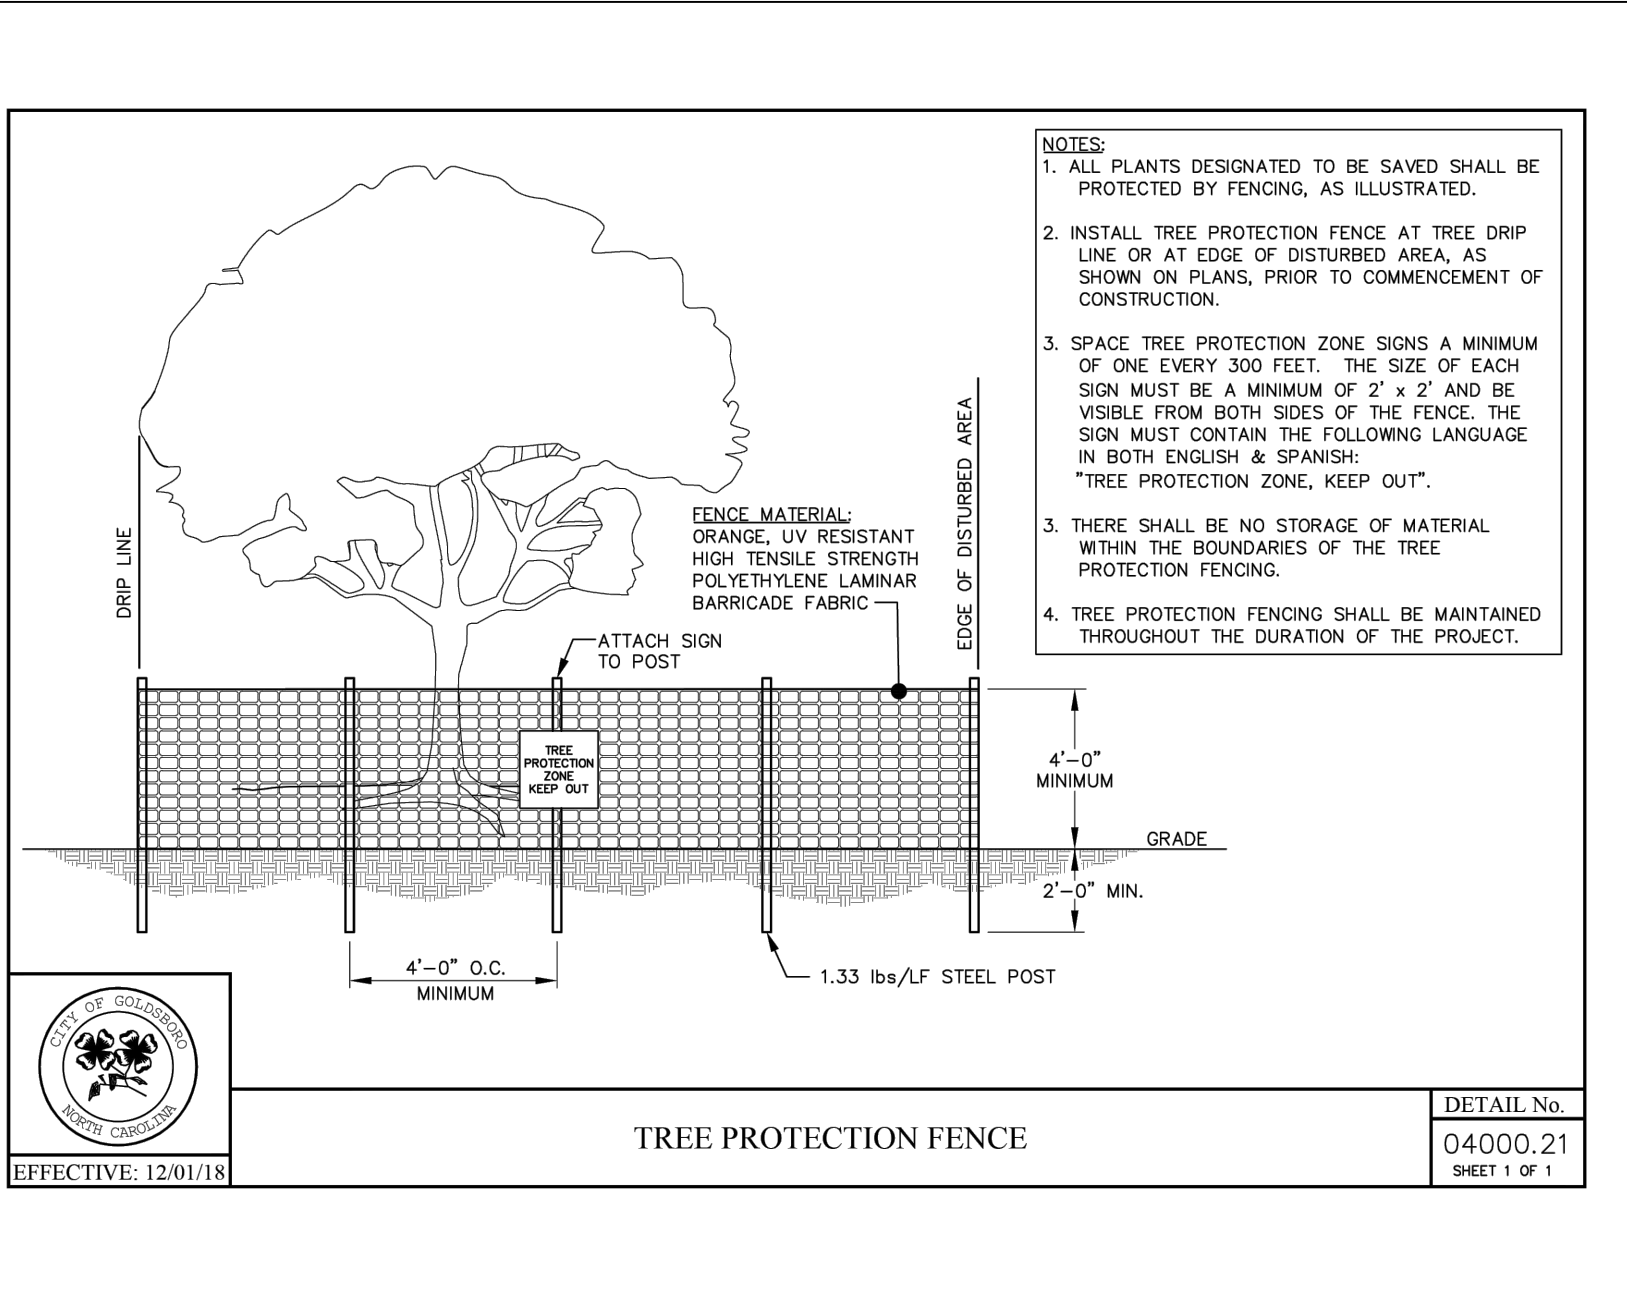 NOTES:
1. ALL PLANTS DESIGNATED TO BE SAVED SHALL BE
PROTECTED BY FENCING, AS ILLUSTRATED.
2. INSTALL TREE PROTECTION FENCE AT TREE DRIP
LINE OR AT EDGE OF DISTURBED AREA, AS
SHOWN ON PLANS, PRIOR TO COMMENCEMENT OF
CONSTRUCTION.
3. SPACE TREE PROTECTION ZONE SIGNS A MINIMUM
OF ONE EVERY 300 FEET. THE SIZE OF EACH
SIGN MUST BE A MINIMUM OF 2' x 2' AND BE
VISIBLE FROM BOTH SIDES OF THE FENCE. THE
SIGN MUST CONTAIN THE FOLLOWING LANGUAGE
IN BOTH ENGLISH & SPANISH:
"TREE PROTECTION ZONE, KEEP OUT".
3. THERE SHALL BE NO STORAGE OF MATERIAL
WITHIN THE BOUNDARIES OF THE TREE
PROTECTION FENCING.
4. TREE PROTECTION FENCING SHALL BE MAINTAINED
THROUGHOUT THE DURATION OF THE PROJECT.
DRIP LINE
FENCE MATERIAL:
ORANGE, UV RESISTANT
HIGH TENSILE STRENGTH
POLYETHYLENE LAMINAR
BARRICADE FABRIC
EDGE OF DISTURBED AREA
ATTACH SIGN
TO POST
TREE
PROTECTION
ZONE
KEEP OUT
4'-0"
MINIMUM
GRADE
2'-0" MIN.
4'-0" O.C.
MINIMUM
1.33 lbs/LF STEEL POST
CITY OF GOLDSBORO
NORTH CAROLINA
EFFECTIVE: 12/01/18
TREE PROTECTION FENCE
DETAIL No.
04000.21
SHEET 1 OF 1